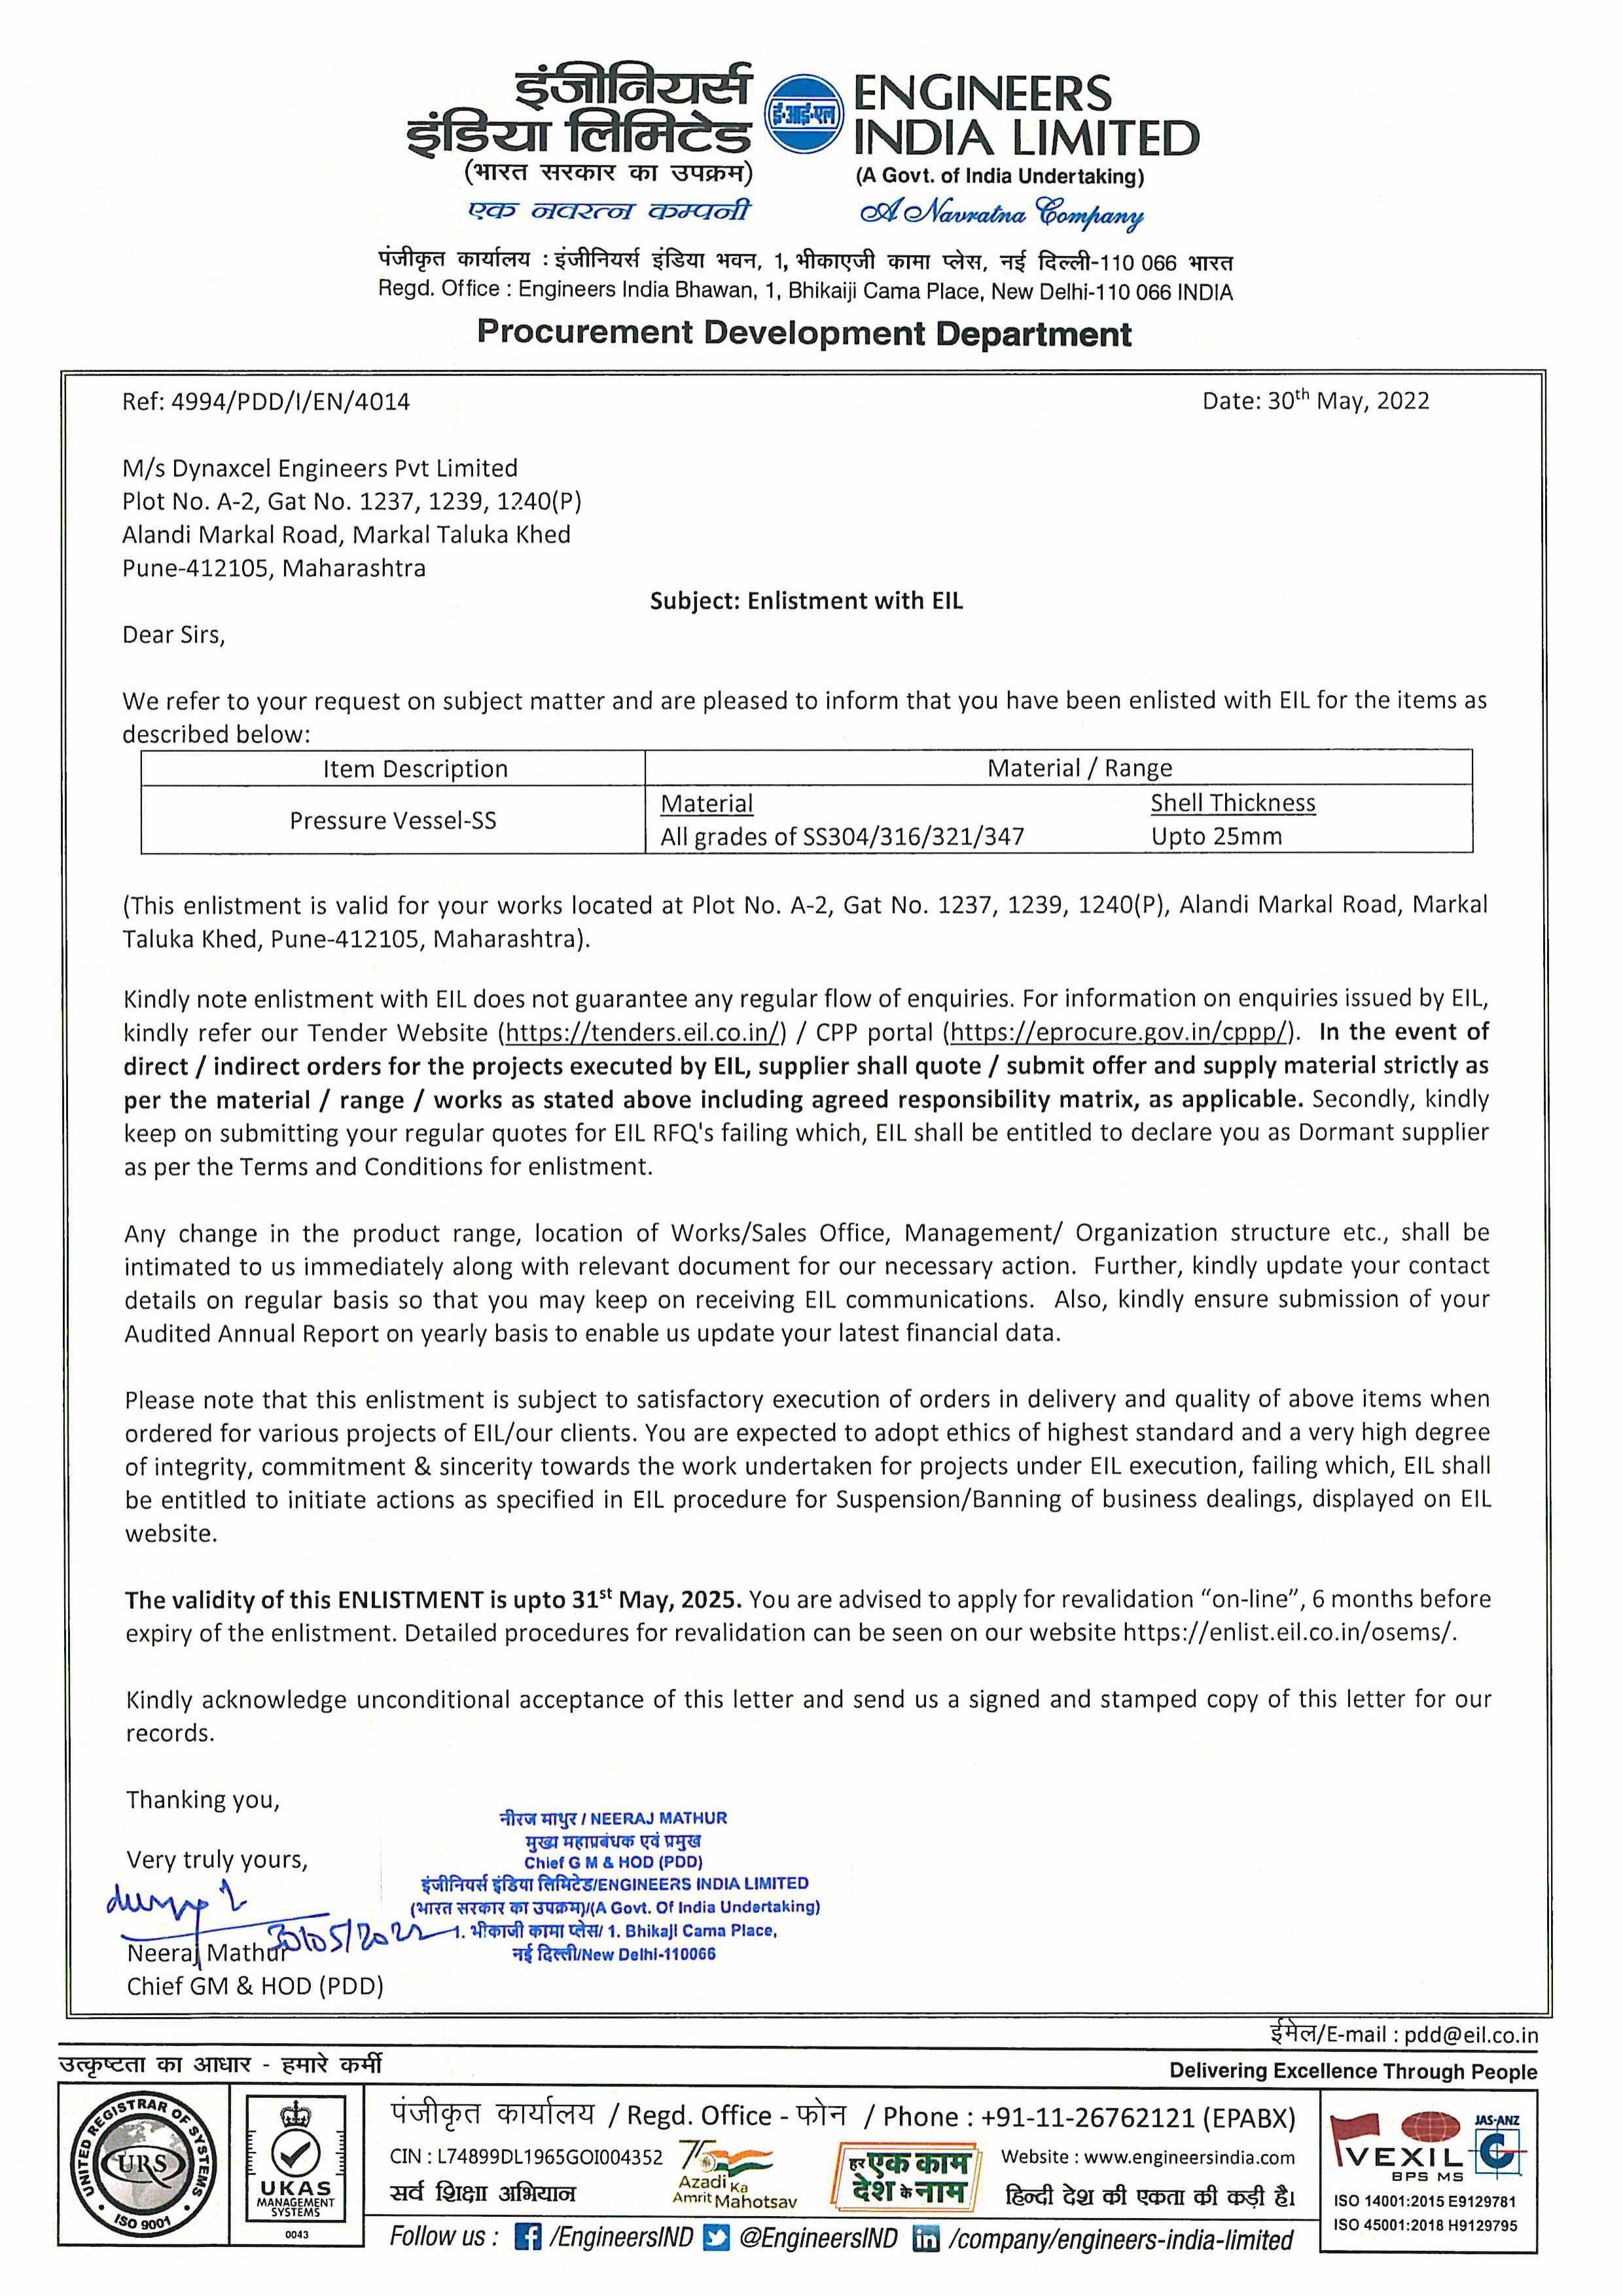 इंजीनियर्स
इंडिया लिमिटेड
(भारत सरकार का उपक्रम)
एक नवरत्न कम्पनी
ई-आई-एल
ENGINEERS
INDIA LIMITED
(A Govt. of India Undertaking)
A Navratna Company
पंजीकृत कार्यालय : इंजीनियर्स इंडिया भवन, 1, भीकाएजी कामा प्लेस, नई दिल्ली-110 066 भारत
Regd. Office : Engineers India Bhawan, 1, Bhikaiji Cama Place, New Delhi-110 066 INDIA
Procurement Development Department
Ref: 4994/PDD/I/EN/4014 Date: 30th May, 2022
M/s Dynaxcel Engineers Pvt Limited
Plot No. A-2, Gat No. 1237, 1239, 1240(P)
Alandi Markal Road, Markal Taluka Khed
Pune-412105, Maharashtra
Subject: Enlistment with EIL
Dear Sirs,
We refer to your request on subject matter and are pleased to inform that you have been enlisted with EIL for the items as
described below:
Item Description Material / Range
Pressure Vessel-SS
Material Shell Thickness
All grades of SS304/316/321/347 Upto 25mm
(This enlistment is valid for your works located at Plot No. A-2, Gat No. 1237, 1239, 1240(P), Alandi Markal Road, Markal
Taluka Khed, Pune-412105, Maharashtra).
Kindly note enlistment with EIL does not guarantee any regular flow of enquiries. For information on enquiries issued by EIL,
kindly refer our Tender Website (https://tenders.eil.co.in/) / CPP portal (https://eprocure.gov.in/cppp/). In the event of
direct / indirect orders for the projects executed by EIL, supplier shall quote / submit offer and supply material strictly as
per the material / range / works as stated above including agreed responsibility matrix, as applicable. Secondly, kindly
keep on submitting your regular quotes for EIL RFQ's failing which, EIL shall be entitled to declare you as Dormant supplier
as per the Terms and Conditions for enlistment.
Any change in the product range, location of Works/Sales Office, Management/ Organization structure etc., shall be
intimated to us immediately along with relevant document for our necessary action. Further, kindly update your contact
details on regular basis so that you may keep on receiving EIL communications. Also, kindly ensure submission of your
Audited Annual Report on yearly basis to enable us update your latest financial data.
Please note that this enlistment is subject to satisfactory execution of orders in delivery and quality of above items when
ordered for various projects of EIL/our clients. You are expected to adopt ethics of highest standard and a very high degree
of integrity, commitment & sincerity towards the work undertaken for projects under EIL execution, failing which, EIL shall
be entitled to initiate actions as specified in EIL procedure for Suspension/Banning of business dealings, displayed on EIL
website.
The validity of this ENLISTMENT is upto 31st May, 2025. You are advised to apply for revalidation “on-line”, 6 months before
expiry of the enlistment. Detailed procedures for revalidation can be seen on our website https://enlist.eil.co.in/osems/.
Kindly acknowledge unconditional acceptance of this letter and send us a signed and stamped copy of this letter for our
records.
Thanking you,
Very truly yours,
30/05/2022
Neeraj Mathur
Chief GM & HOD (PDD)
नीरज माथुर / NEERAJ MATHUR
मुख्य महाप्रबंधक एवं प्रमुख
Chief G M & HOD (PDD)
इंजीनियर्स इंडिया लिमिटेड/ENGINEERS INDIA LIMITED
(भारत सरकार का उपक्रम)/(A Govt. Of India Undertaking)
1. भीकाजी कामा प्लेस/ 1. Bhikaji Cama Place,
नई दिल्ली/New Delhi-110066
ईमेल/E-mail : pdd@eil.co.in
उत्कृष्टता का आधार - हमारे कर्मी Delivering Excellence Through People
UNITED REGISTRAR OF SYSTEMS
URS
ISO 9001
UKAS
MANAGEMENT
SYSTEMS
0043
पंजीकृत कार्यालय / Regd. Office - फोन / Phone : +91-11-26762121 (EPABX)
CIN : L74899DL1965GOI004352
सर्व शिक्षा अभियान
Azadi Ka
Amrit Mahotsav
हर एक काम
देश के नाम
Website : www.engineersindia.com
हिन्दी देश की एकता की कड़ी है।
Follow us : /EngineersIND @EngineersIND /company/engineers-india-limited
VEXIL
BPS MS
JAS-ANZ
ISO 14001:2015 E9129781
ISO 45001:2018 H9129795